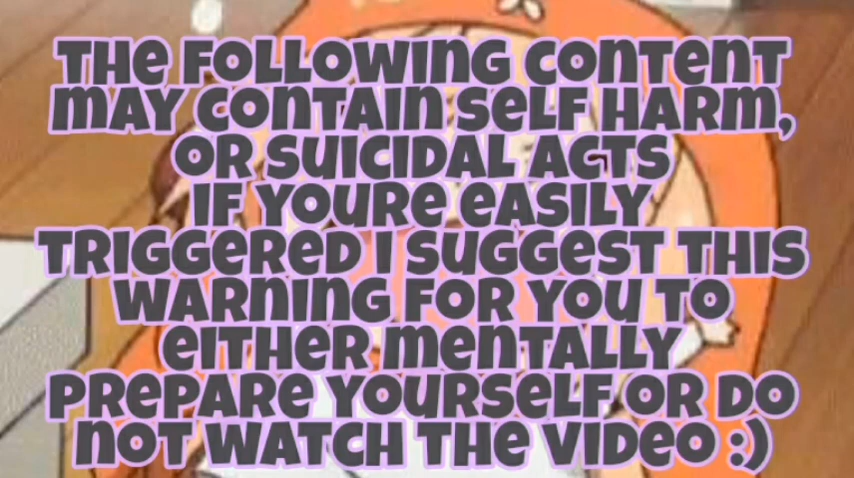 THe FOLLOWING CONTeNT
mAY CONTAIN SeLF HARm,
OR SUICIDAL ACTS
IF YOURe eASILY
TRIGGeReD I SUGGeST THIS
WARNING FOR YOU TO
eITHeR meNTALLY
PRePARe YOURSeLF OR DO
NOT WATCH THe VIDeO :)